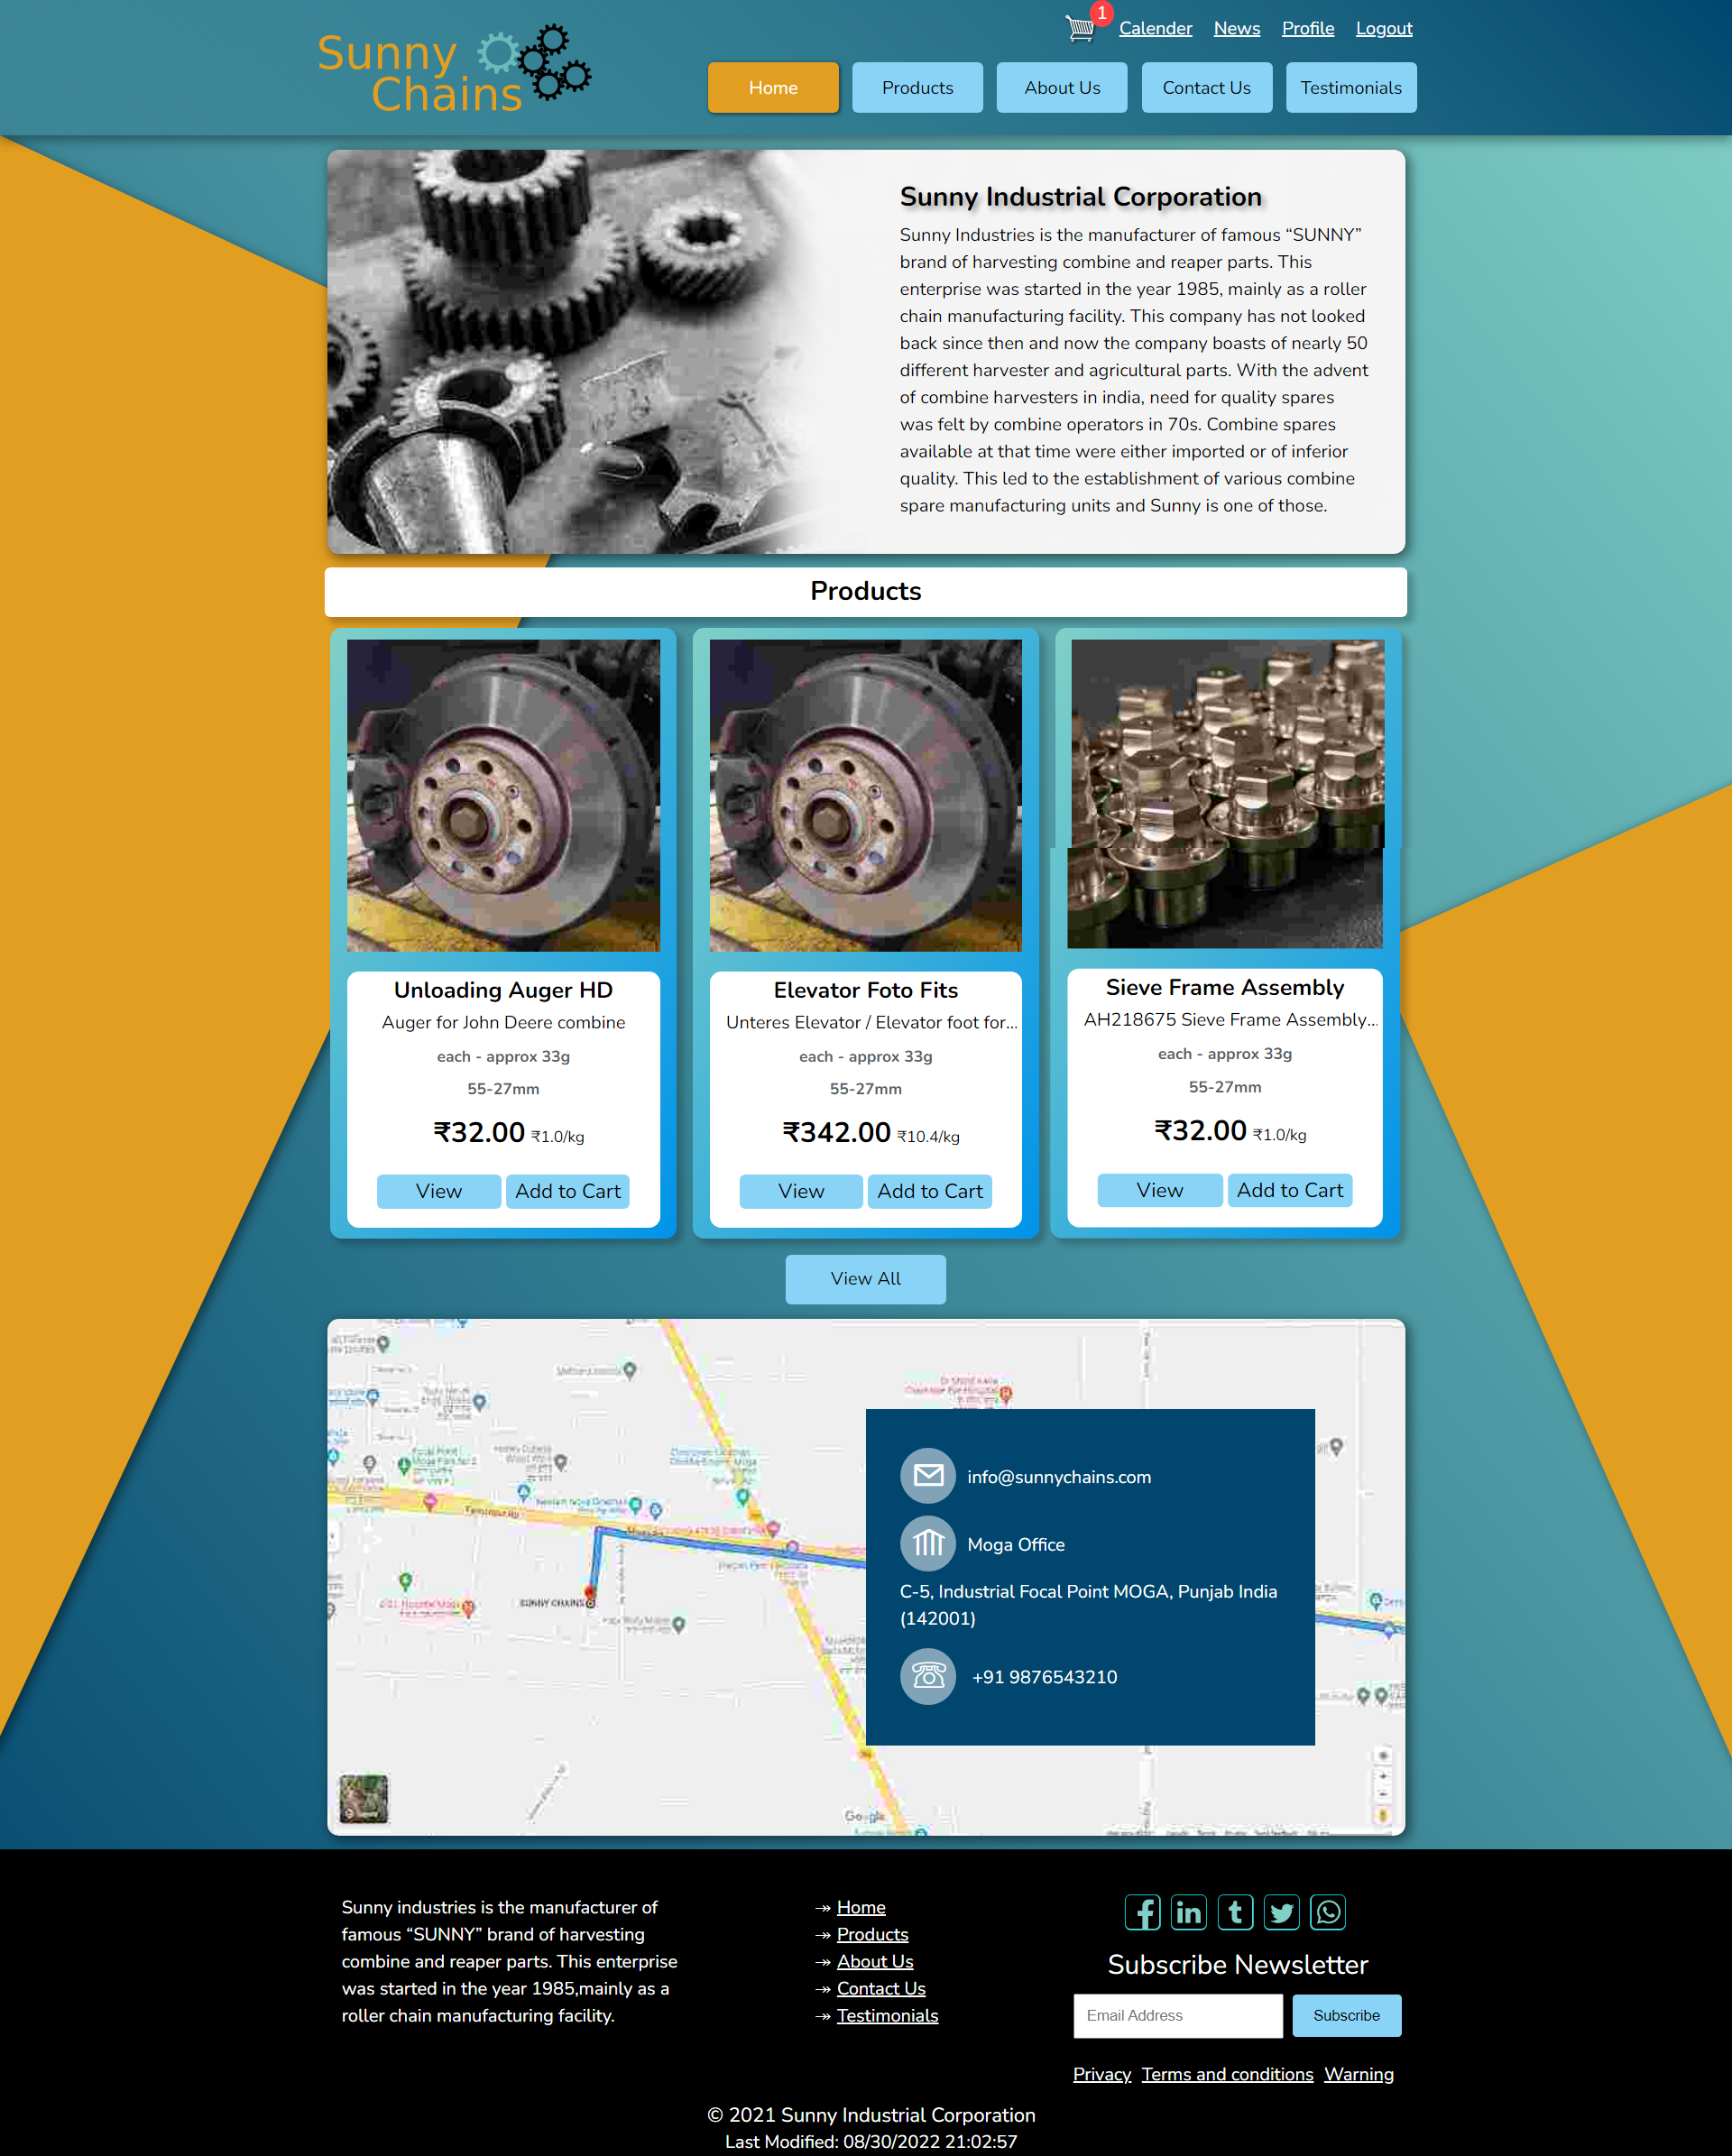 Sunny
Chains
1
Calender News Profile Logout
Home Products About Us Contact Us Testimonials
Sunny Industrial Corporation
Sunny Industries is the manufacturer of famous “SUNNY”
brand of harvesting combine and reaper parts. This
enterprise was started in the year 1985, mainly as a roller
chain manufacturing facility. This company has not looked
back since then and now the company boasts of nearly 50
different harvester and agricultural parts. With the advent
of combine harvesters in india, need for quality spares
was felt by combine operators in 70s. Combine spares
available at that time were either imported or of inferior
quality. This led to the establishment of various combine
spare manufacturing units and Sunny is one of those.
Products
Unloading Auger HD
Auger for John Deere combine
each - approx 33g
55-27mm
₹32.00 ₹1.0/kg
View Add to Cart
Elevator Foto Fits
Unteres Elevator / Elevator foot for...
each - approx 33g
55-27mm
₹342.00 ₹10.4/kg
View Add to Cart
Sieve Frame Assembly
AH218675 Sieve Frame Assembly...
each - approx 33g
55-27mm
₹32.00 ₹1.0/kg
View Add to Cart
View All
SUNNY CHAINS
Google
info@sunnychains.com
Moga Office
C-5, Industrial Focal Point MOGA, Punjab India
(142001)
+91 9876543210
Sunny industries is the manufacturer of
famous “SUNNY” brand of harvesting
combine and reaper parts. This enterprise
was started in the year 1985,mainly as a
roller chain manufacturing facility.
Home
Products
About Us
Contact Us
Testimonials
Subscribe Newsletter
Email Address Subscribe
Privacy Terms and conditions Warning
© 2021 Sunny Industrial Corporation
Last Modified: 08/30/2022 21:02:57